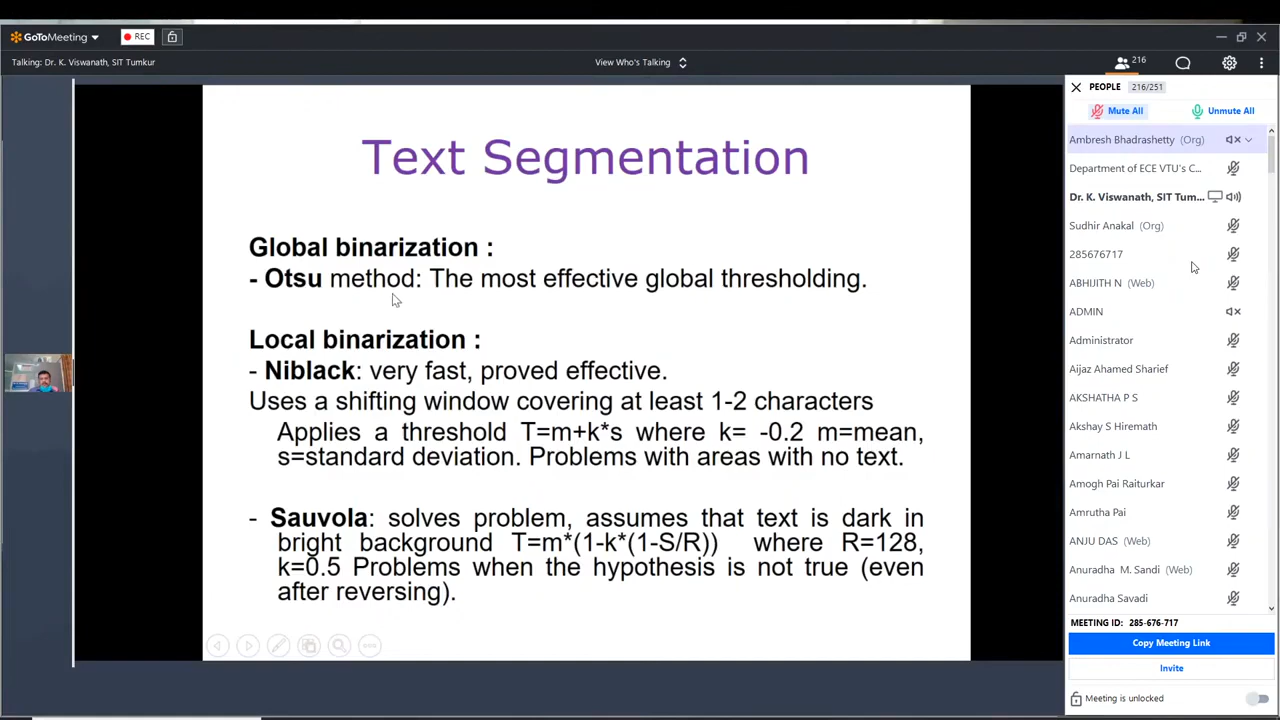 GoToMeeting
REC
Talking: Dr. K. Viswanath, SIT Tumkur
View Who's Talking
216
Text Segmentation
Global binarization :
- Otsu method: The most effective global thresholding.
Local binarization :
- Niblack: very fast, proved effective.
Uses a shifting window covering at least 1-2 characters
Applies a threshold T=m+k*s where k= -0.2 m=mean,
s=standard deviation. Problems with areas with no text.
- Sauvola: solves problem, assumes that text is dark in
bright background T=m*(1-k*(1-S/R)) where R=128,
k=0.5 Problems when the hypothesis is not true (even
after reversing).
PEOPLE 216/251
Mute All Unmute All
Ambresh Bhadrashetty (Org)
Department of ECE VTU's C...
Dr. K. Viswanath, SIT Tum...
Sudhir Anakal (Org)
285676717
ABHIJITH N (Web)
ADMIN
Administrator
Aijaz Ahamed Sharief
AKSHATHA P S
Akshay S Hiremath
Amarnath J L
Amogh Pai Raiturkar
Amrutha Pai
ANJU DAS (Web)
Anuradha M. Sandi (Web)
Anuradha Savadi
MEETING ID: 285-676-717
Copy Meeting Link
Invite
Meeting is unlocked